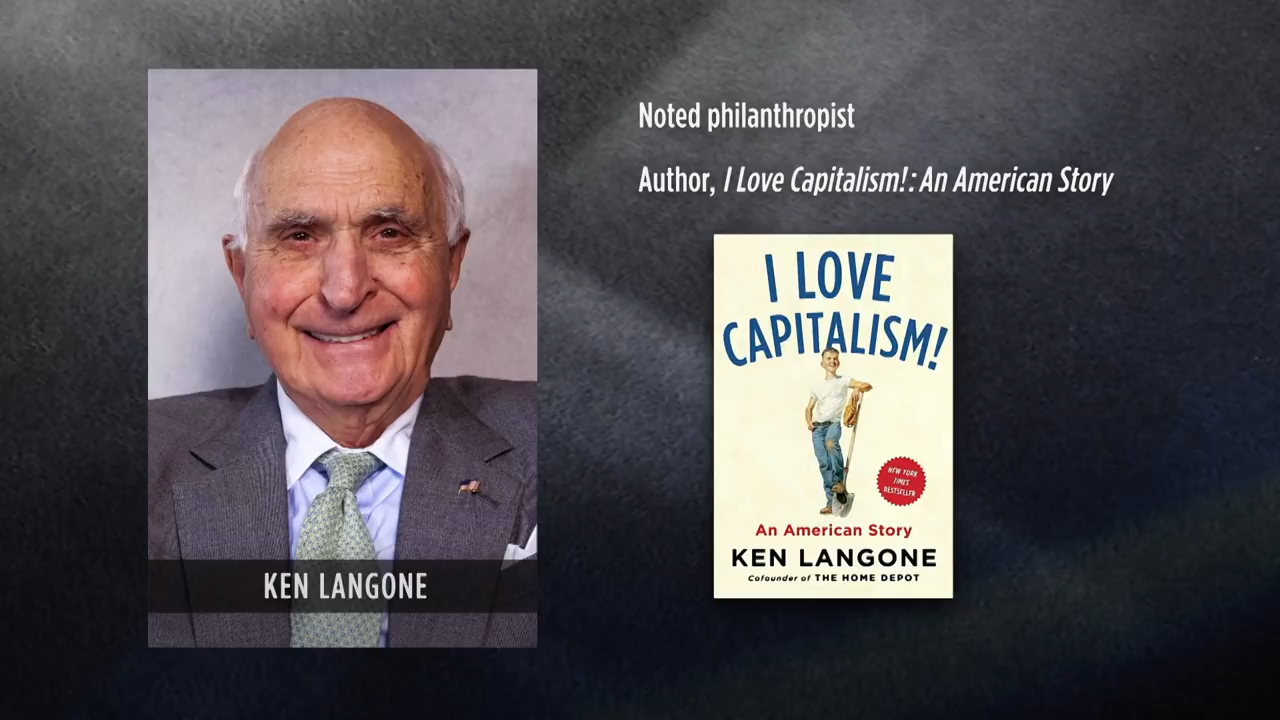 Noted philanthropist
Author, I Love Capitalism!: An American Story
I LOVE
CAPITALISM!
NEW YORK
TIMES
BESTSELLER
An American Story
KEN LANGONE
Cofounder of THE HOME DEPOT
KEN LANGONE